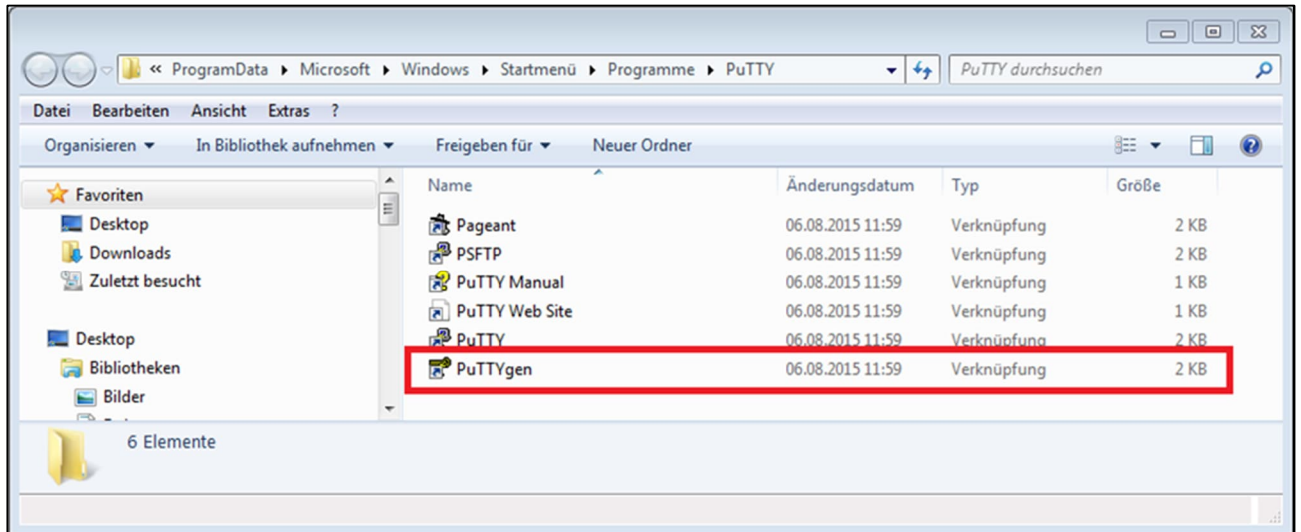 « ProgramData ▸ Microsoft ▸ Windows ▸ Startmenü ▸ Programme ▸ PuTTY PuTTY durchsuchen
Datei Bearbeiten Ansicht Extras ?
Organisieren In Bibliothek aufnehmen Freigeben für Neuer Ordner
Favoriten
Desktop
Downloads
Zuletzt besucht
Desktop
Bibliotheken
Bilder
Name Änderungsdatum Typ Größe
Pageant 06.08.2015 11:59 Verknüpfung 2 KB
PSFTP 06.08.2015 11:59 Verknüpfung 2 KB
PuTTY Manual 06.08.2015 11:59 Verknüpfung 1 KB
PuTTY Web Site 06.08.2015 11:59 Verknüpfung 1 KB
PuTTY 06.08.2015 11:59 Verknüpfung 2 KB
PuTTYgen 06.08.2015 11:59 Verknüpfung 2 KB
6 Elemente